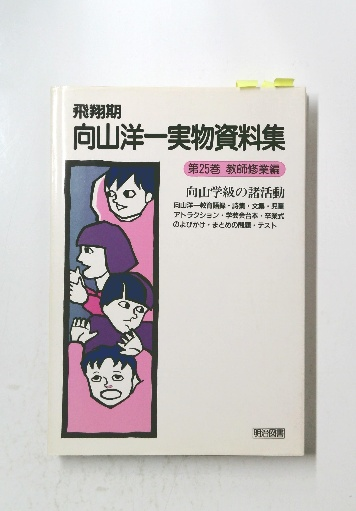 飛翔期
向山洋一実物資料集
第25巻 教師修業編
向山学級の諸活動
向山洋一教育語録・詩集・文集・児童
アトラクション・学芸会台本・卒業式
のよびかけ・まとめの問題・テスト
明治図書